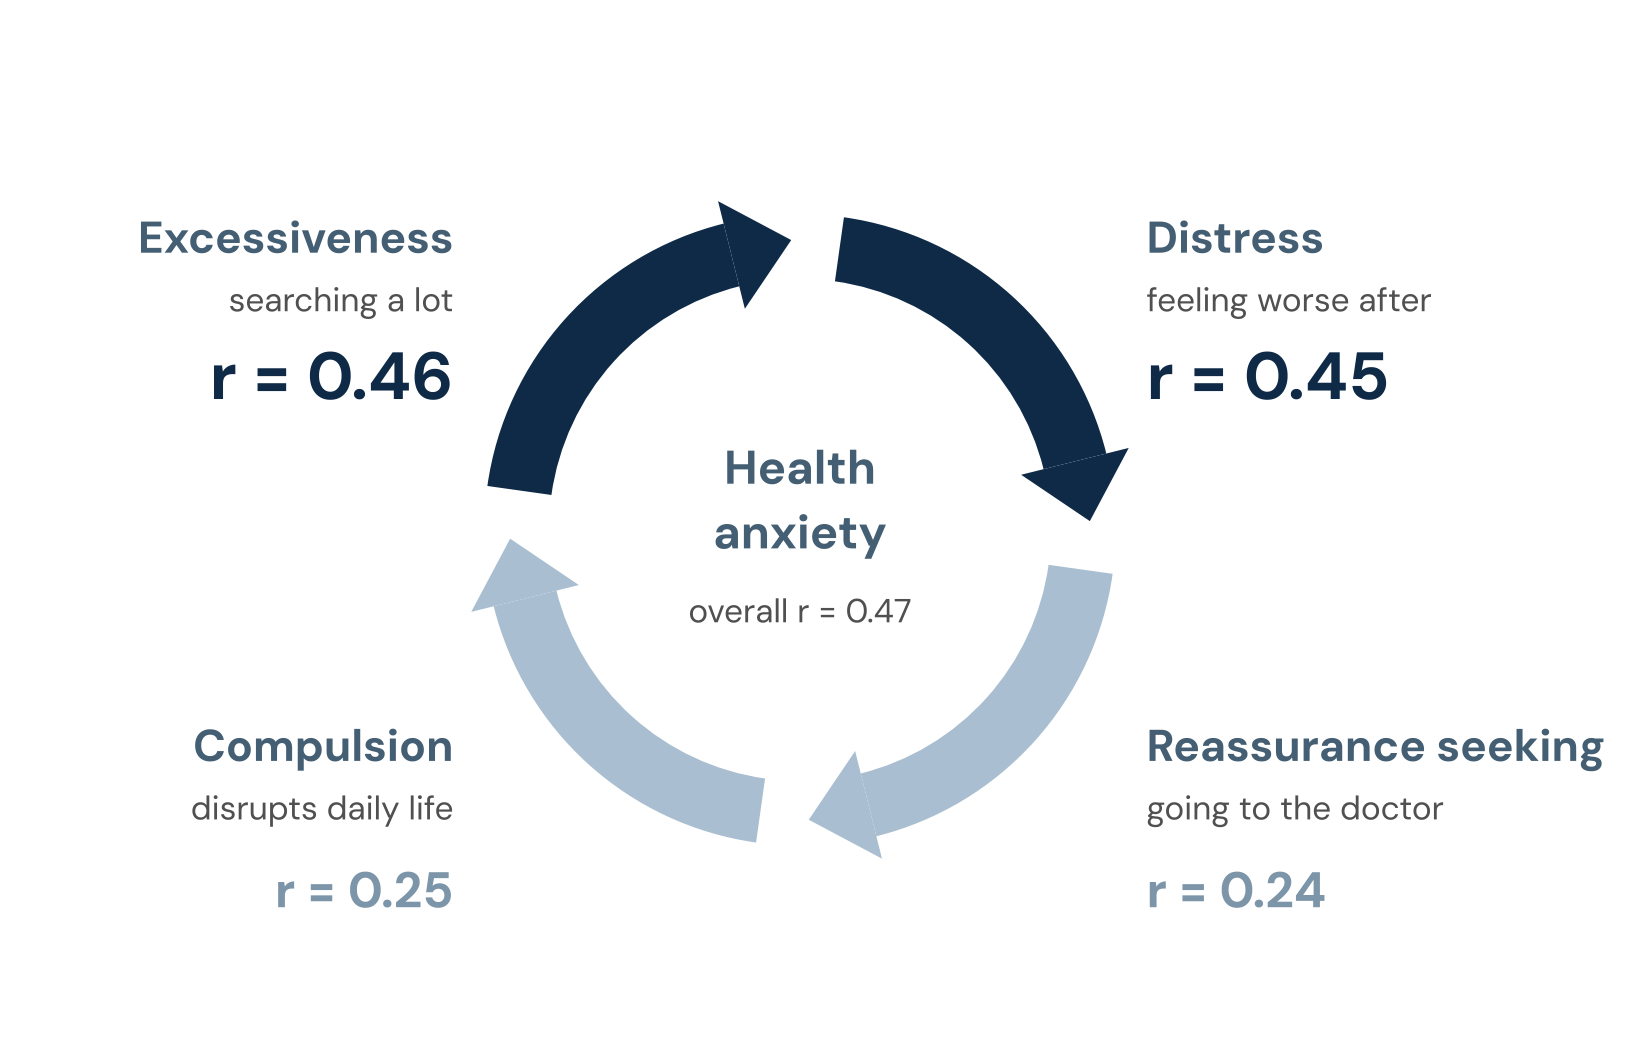 Excessiveness
searching a lot
r = 0.46
Distress
feeling worse after
r = 0.45
Health
anxiety
overall r = 0.47
Compulsion
disrupts daily life
r = 0.25
Reassurance seeking
going to the doctor
r = 0.24